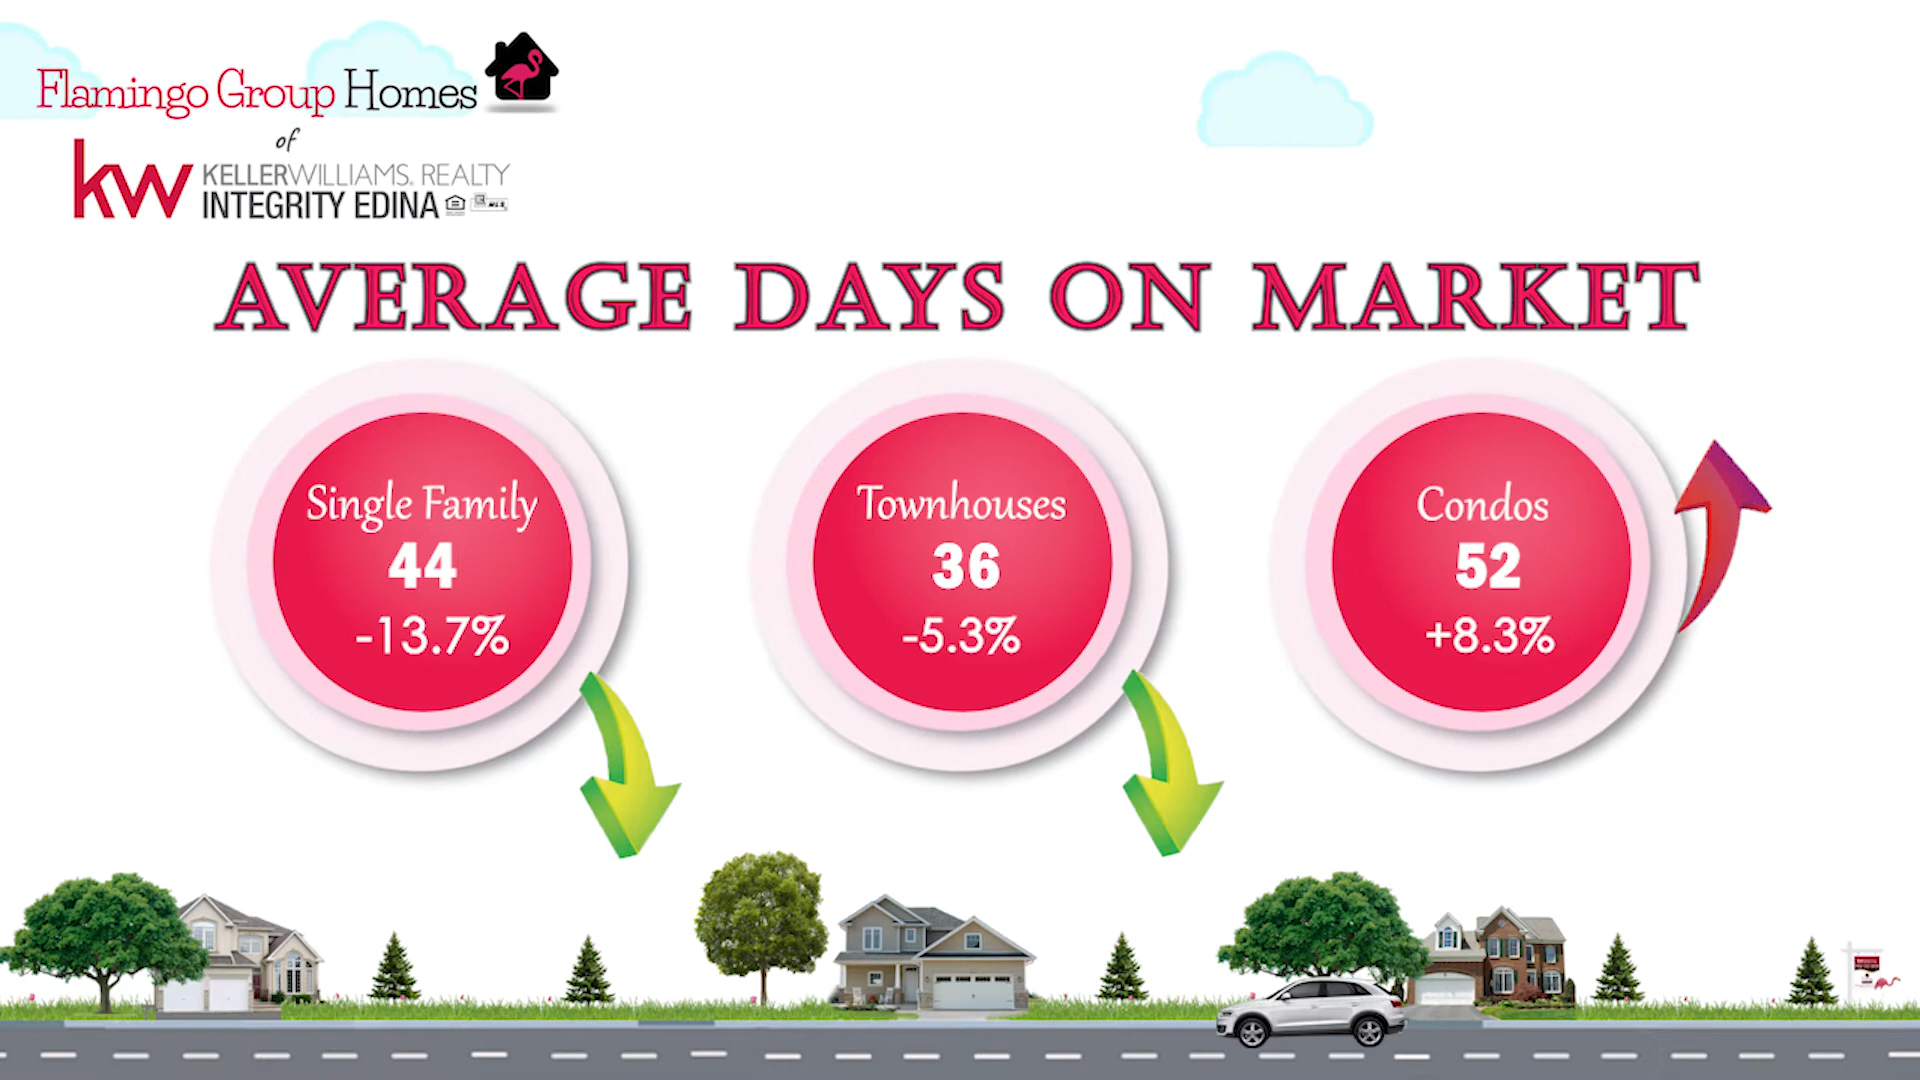 Flamingo Group Homes
of
kw KELLERWILLIAMS. REALTY
INTEGRITY EDINA
AVERAGE DAYS ON MARKET
Single Family
44
-13.7%
Townhouses
36
-5.3%
Condos
52
+8.3%